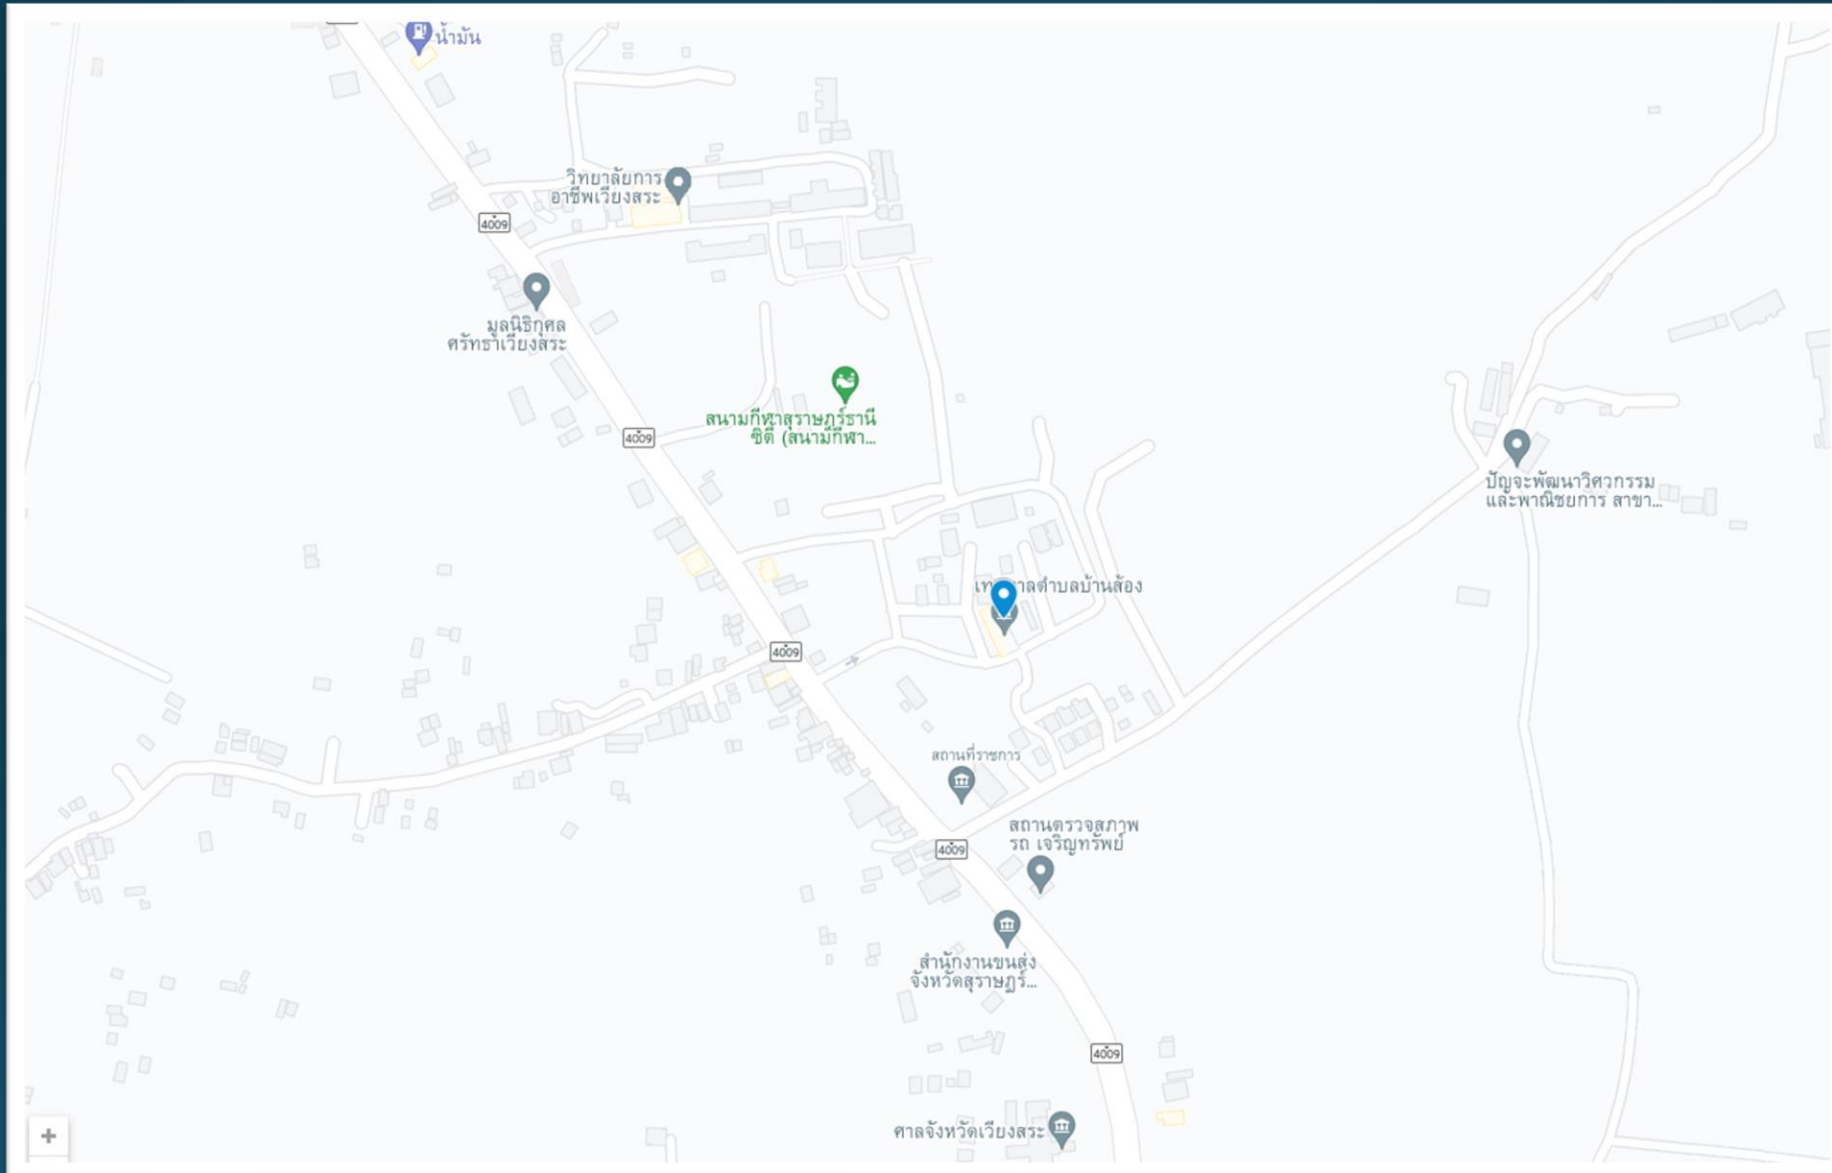 น้ำมัน
วิทยาลัยการ
อาชีพเวียงสระ
4009
มูลนิธิกุศล
ศรัทธาเวียงสระ
สนามกีฬาสุราษฎร์ธานี
ซิตี้ (สนามกีฬา...
4009
ปัญจะพัฒนาวิศวกรรม
และพาณิชยการ สาขา...
ตำบลบ้านส้อง
4009
สถานที่ราชการ
สถานตรวจสภาพ
รถ เจริญทรัพย์
4009
สำนักงานขนส่ง
จังหวัดสุราษฎร์...
4009
ศาลจังหวัดเวียงสระ
+